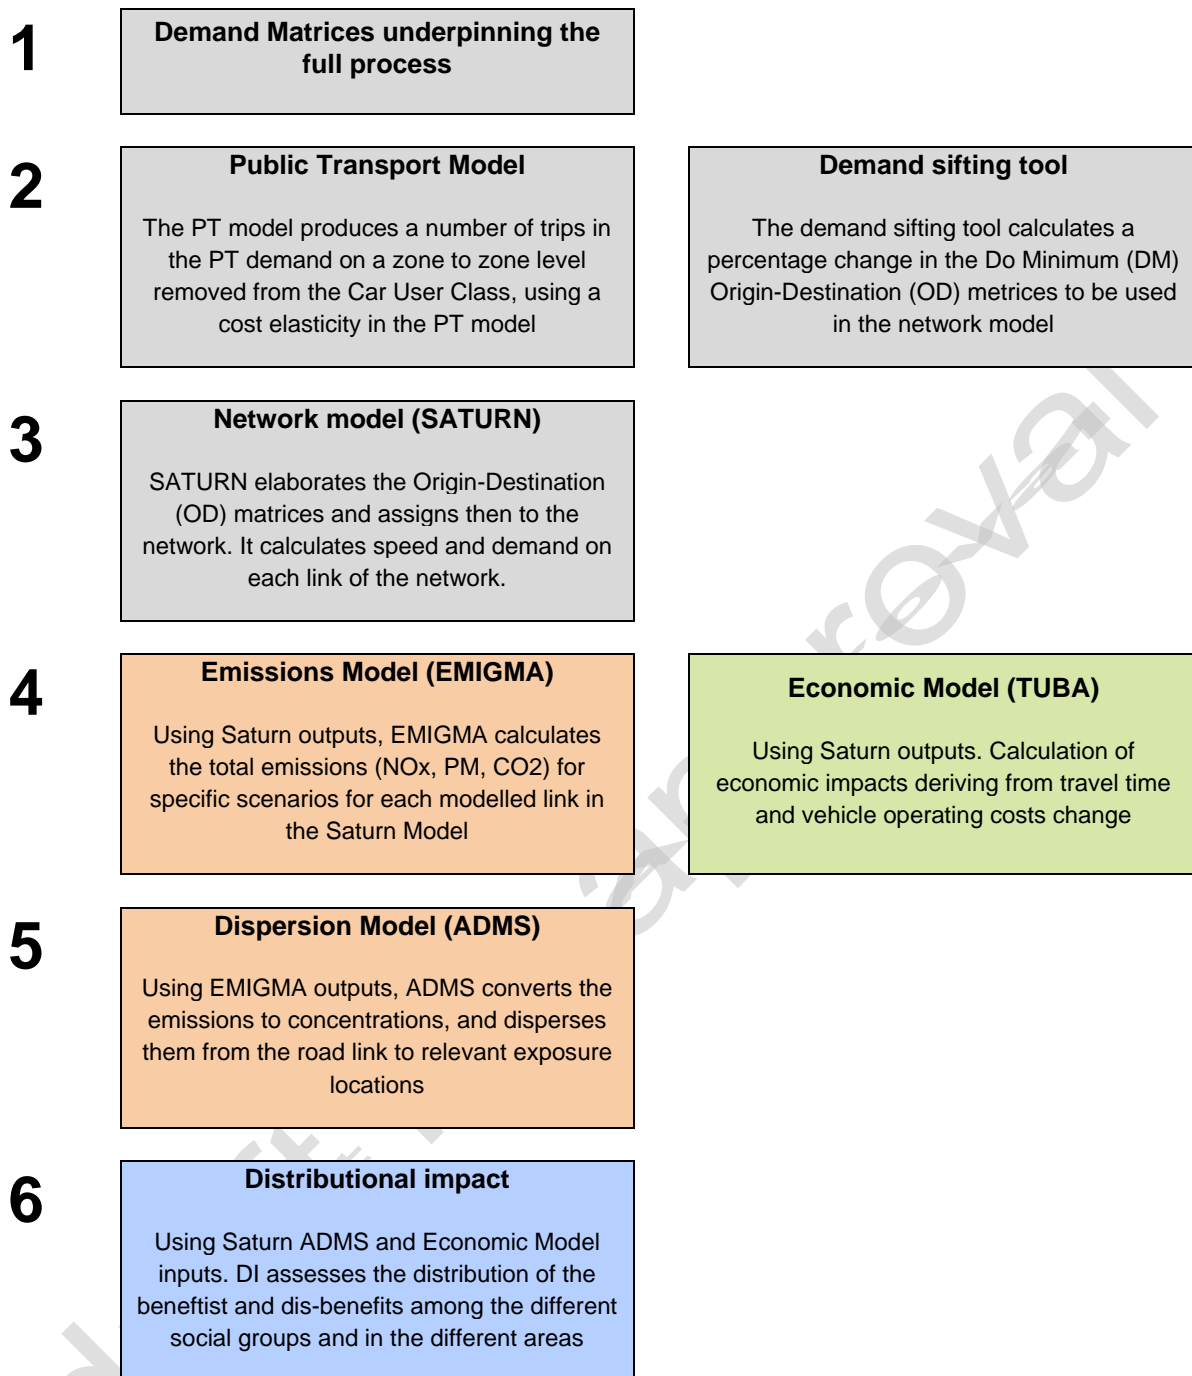 1
Demand Matrices underpinning the
full process
2
Public Transport Model
The PT model produces a number of trips in
the PT demand on a zone to zone level
removed from the Car User Class, using a
cost elasticity in the PT model
Demand sifting tool
The demand sifting tool calculates a
percentage change in the Do Minimum (DM)
Origin-Destination (OD) metrices to be used
in the network model
3
Network model (SATURN)
SATURN elaborates the Origin-Destination
(OD) matrices and assigns then to the
network. It calculates speed and demand on
each link of the network.
4
Emissions Model (EMIGMA)
Using Saturn outputs, EMIGMA calculates
the total emissions (NOx, PM, CO2) for
specific scenarios for each modelled link in
the Saturn Model
Economic Model (TUBA)
Using Saturn outputs. Calculation of
economic impacts deriving from travel time
and vehicle operating costs change
5
Dispersion Model (ADMS)
Using EMIGMA outputs, ADMS converts the
emissions to concentrations, and disperses
them from the road link to relevant exposure
locations
6
Distributional impact
Using Saturn ADMS and Economic Model
inputs. DI assesses the distribution of the
beneftist and dis-benefits among the different
social groups and in the different areas